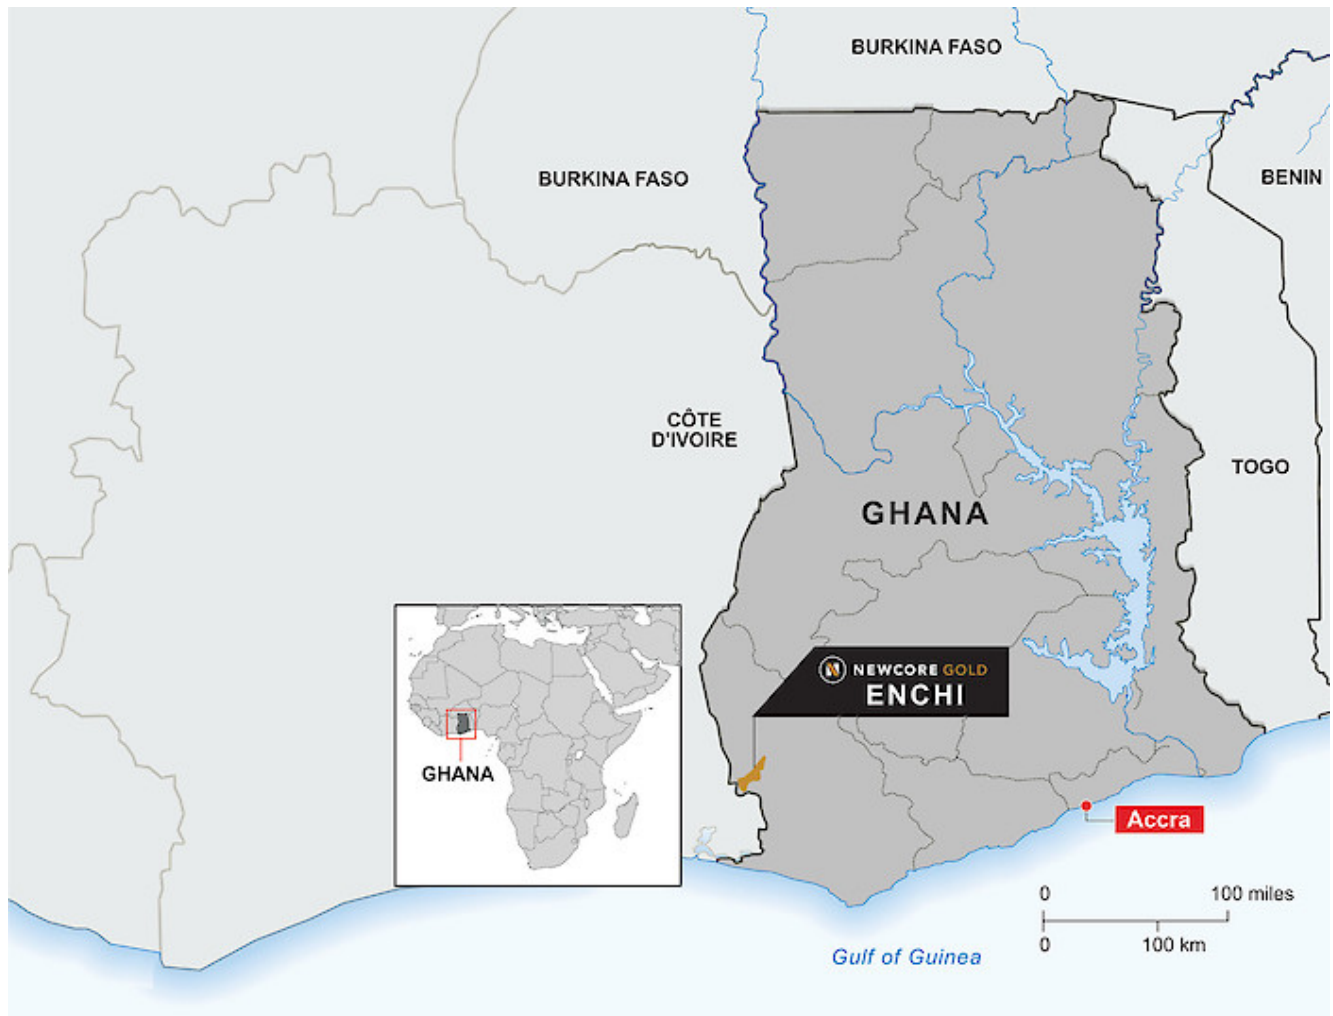 BURKINA FASO
BURKINA FASO
BENIN
CÔTE
D'IVOIRE
TOGO
GHANA
NEWCORE GOLD
ENCHI
GHANA
Accra
0 100 miles
0 100 km
Gulf of Guinea